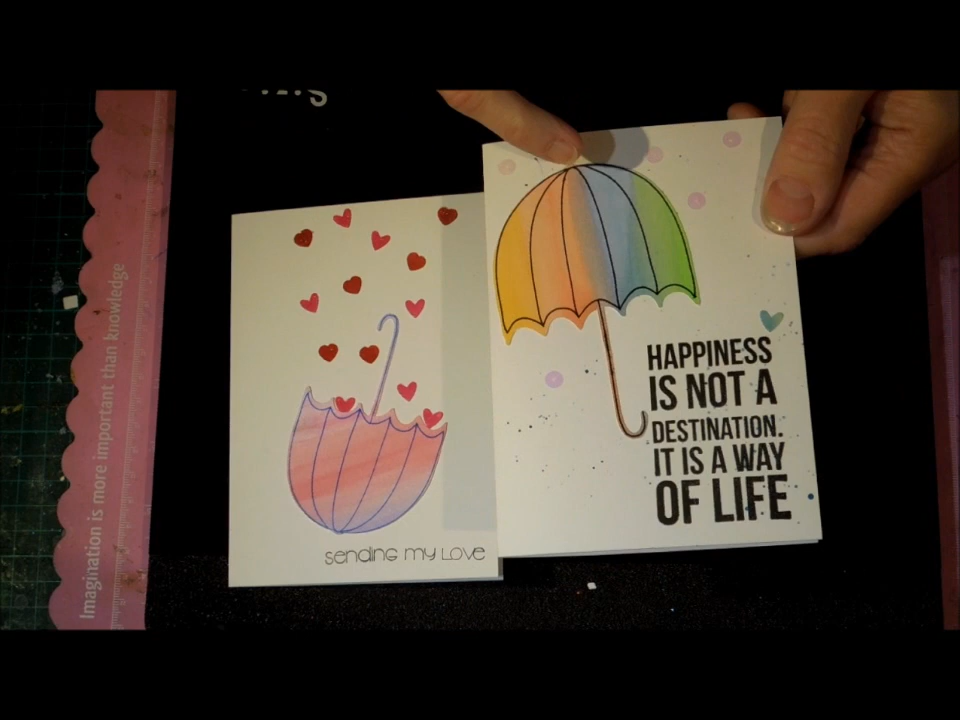 Imagination is more important than knowledge
sending my Love
HAPPINESS
IS NOT A
DESTINATION.
IT IS A WAY
OF LIFE